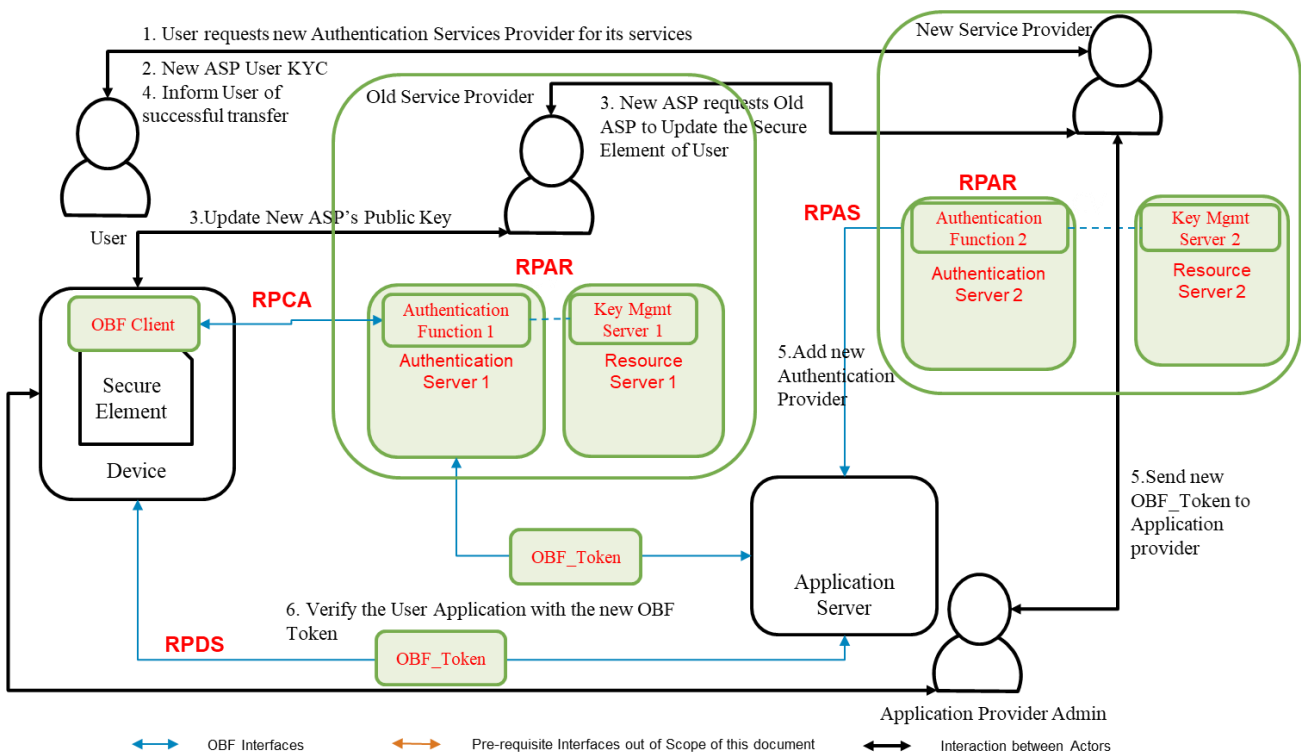 1. User requests new Authentication Services Provider for its services
New Service Provider
2. New ASP User KYC
4. Inform User of
successful transfer
Old Service Provider
3. New ASP requests Old
ASP to Update the Secure
Element of User
3.Update New ASP's Public Key
User
RPAR
RPAS
Authentication
Function 2
Key Mgmt
Server 2
Authentication
Server 2
Resource
Server 2
RPAR
RPCA
OBF Client
Authentication
Function 1
Key Mgmt
Server 1
Authentication
Server 1
Resource
Server 1
Secure
Element
Device
5.Add new
Authentication
Provider
5.Send new
OBF_Token to
Application
provider
OBF_Token
Application
Server
6. Verify the User Application with the new OBF
Token
RPDS
OBF_Token
Application Provider Admin
OBF Interfaces
Pre-requisite Interfaces out of Scope of this document
Interaction between Actors